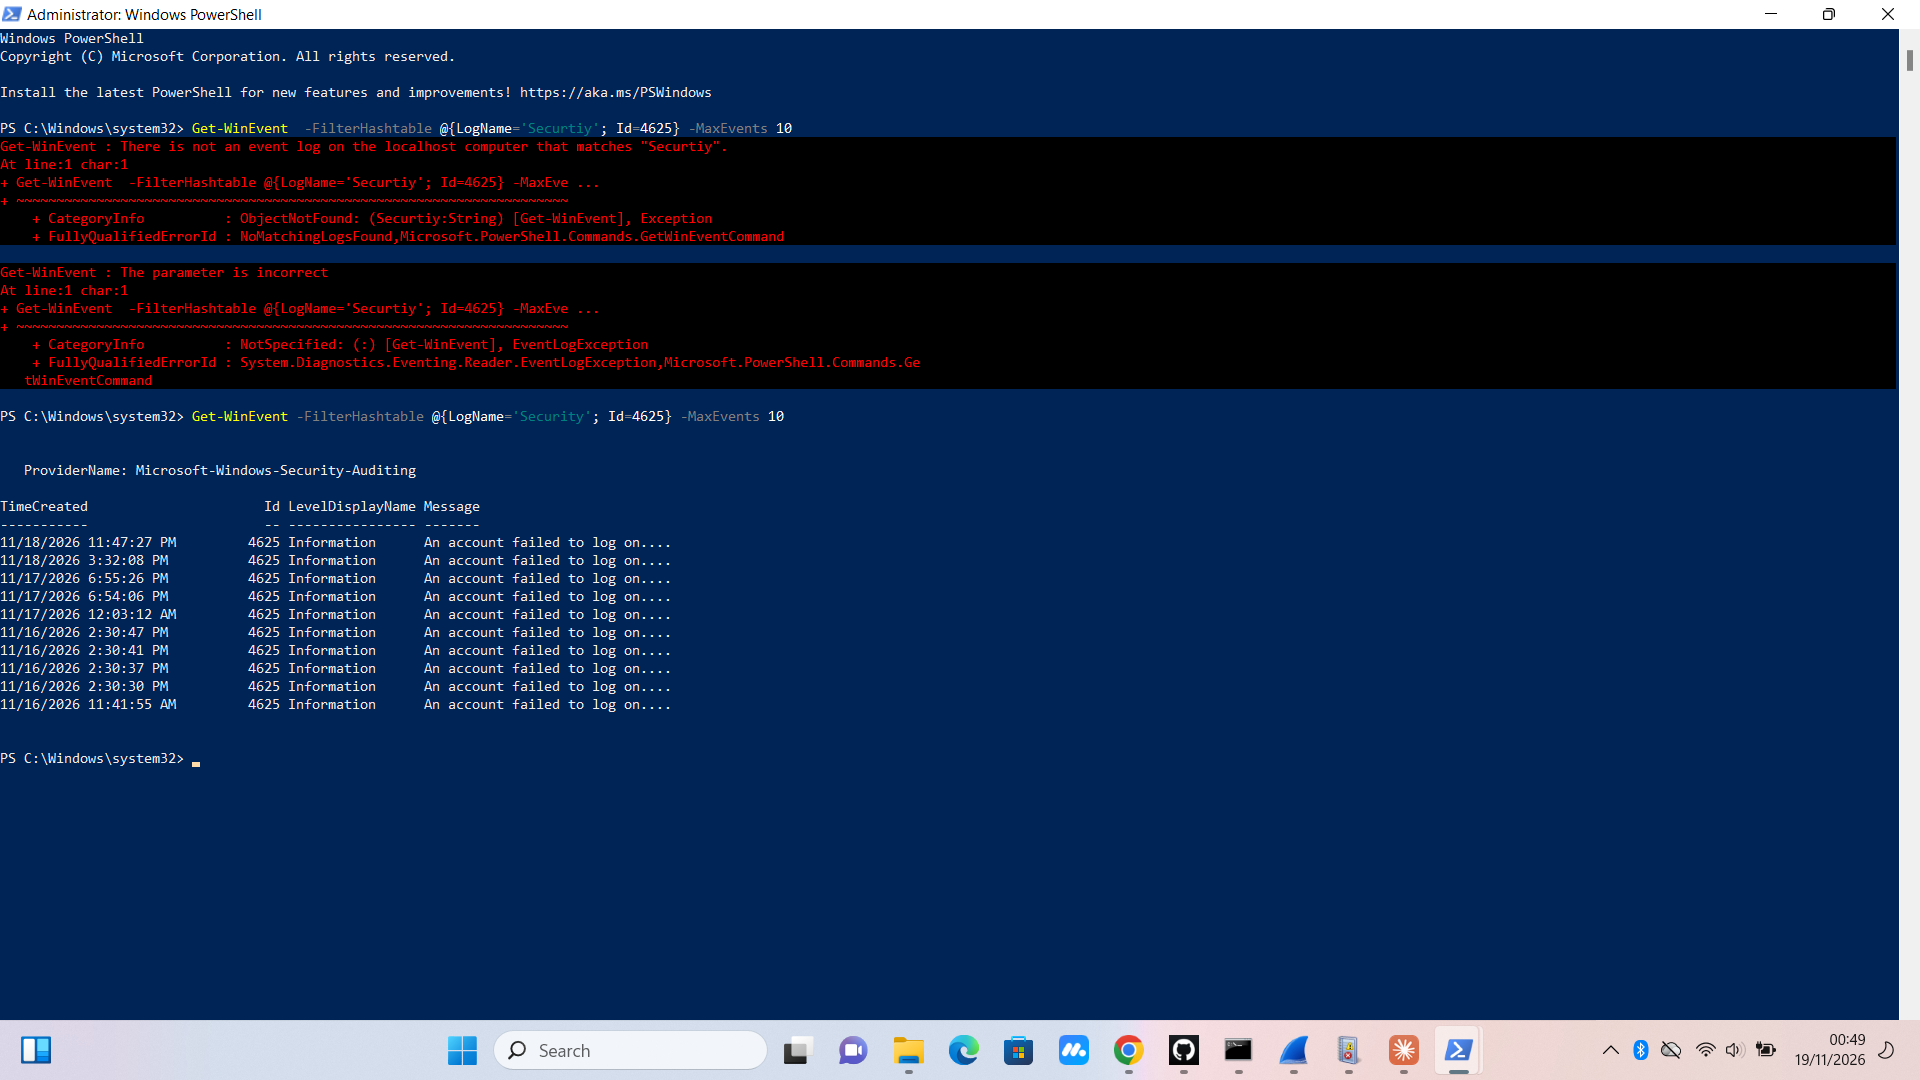 Administrator: Windows PowerShell
Windows PowerShell
Copyright (C) Microsoft Corporation. All rights reserved.
Install the latest PowerShell for new features and improvements! https://aka.ms/PSWindows
PS C:\Windows\system32> Get-WinEvent  -FilterHashtable @{LogName='Securtiy'; Id=4625} -MaxEvents 10
Get-WinEvent : There is not an event log on the localhost computer that matches "Securtiy".
At line:1 char:1
+ Get-WinEvent  -FilterHashtable @{LogName='Securtiy'; Id=4625} -MaxEve ...
+ ~~~~~~~~~~~~~~~~~~~~~~~~~~~~~~~~~~~~~~~~~~~~~~~~~~~~~~~~~~~~~~~~~~~~~
    + CategoryInfo          : ObjectNotFound: (Securtiy:String) [Get-WinEvent], Exception
    + FullyQualifiedErrorId : NoMatchingLogsFound,Microsoft.PowerShell.Commands.GetWinEventCommand
Get-WinEvent : The parameter is incorrect
At line:1 char:1
+ Get-WinEvent  -FilterHashtable @{LogName='Securtiy'; Id=4625} -MaxEve ...
+ ~~~~~~~~~~~~~~~~~~~~~~~~~~~~~~~~~~~~~~~~~~~~~~~~~~~~~~~~~~~~~~~~~~~~~
    + CategoryInfo          : NotSpecified: (:) [Get-WinEvent], EventLogException
    + FullyQualifiedErrorId : System.Diagnostics.Eventing.Reader.EventLogException,Microsoft.PowerShell.Commands.Ge
   tWinEventCommand
PS C:\Windows\system32> Get-WinEvent -FilterHashtable @{LogName='Security'; Id=4625} -MaxEvents 10
   ProviderName: Microsoft-Windows-Security-Auditing
TimeCreated                      Id LevelDisplayName Message
-----------                      -- ---------------- -------
11/18/2026 11:47:27 PM         4625 Information      An account failed to log on....
11/18/2026 3:32:08 PM          4625 Information      An account failed to log on....
11/17/2026 6:55:26 PM          4625 Information      An account failed to log on....
11/17/2026 6:54:06 PM          4625 Information      An account failed to log on....
11/17/2026 12:03:12 AM         4625 Information      An account failed to log on....
11/16/2026 2:30:47 PM          4625 Information      An account failed to log on....
11/16/2026 2:30:41 PM          4625 Information      An account failed to log on....
11/16/2026 2:30:37 PM          4625 Information      An account failed to log on....
11/16/2026 2:30:30 PM          4625 Information      An account failed to log on....
11/16/2026 11:41:55 AM         4625 Information      An account failed to log on....
PS C:\Windows\system32>
Search
00:49
19/11/2026